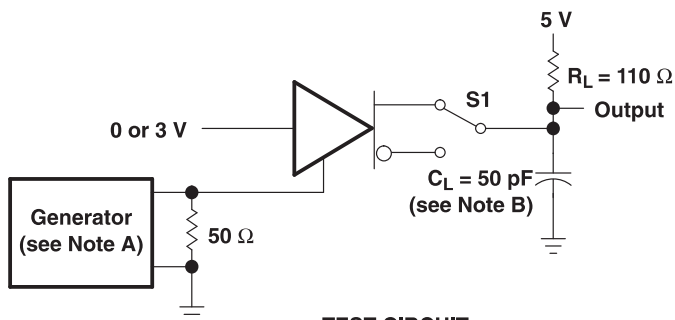 5 V
R_L = 110 Ω
S1
Output
0 or 3 V
C_L = 50 pF
(see Note B)
Generator
(see Note A)
50 Ω
TEST CIRCUIT